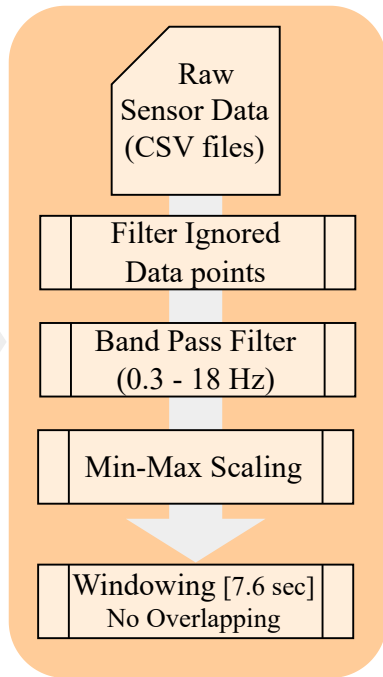 Raw
Sensor Data
(CSV files)
Filter Ignored
Data points
Band Pass Filter
(0.3 - 18 Hz)
Min-Max Scaling
Windowing [7.6 sec]
No Overlapping